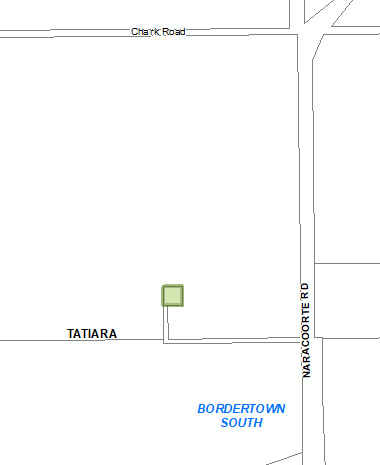 Chark Road
NARACOORTE RD
TATIARA
BORDERTOWN
SOUTH